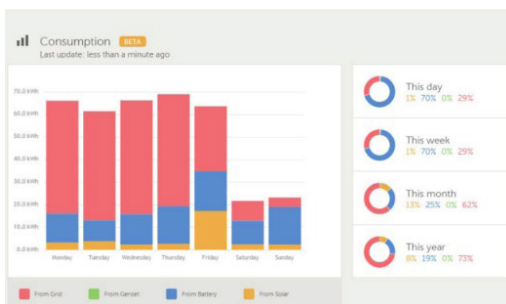 Consumption BETA
Last update: less than a minute ago
70.0 kWh
60.0 kWh
50.0 kWh
40.0 kWh
30.0 kWh
20.0 kWh
10.0 kWh
0.0 kWh
Monday Tuesday Wednesday Thursday Friday Saturday Sunday
From Grid From Genset From Battery From Solar
This day
1% 70% 0% 29%
This week
1% 70% 0% 29%
This month
13% 25% 0% 62%
This year
8% 19% 0% 73%